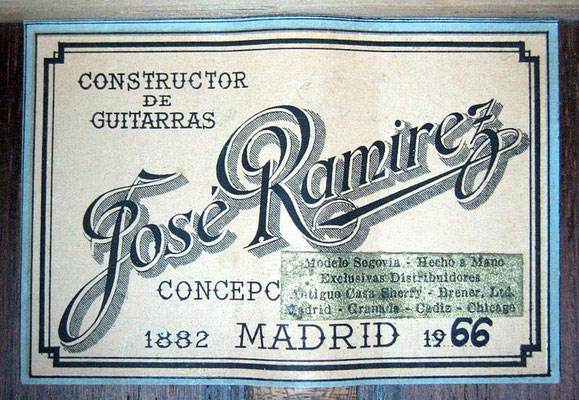 CONSTRUCTOR
DE
GUITARRAS
José Ramirez
Modelo Segovia - Hecho a Mano
Exclusivas Distribuidores
Antiguo Casa Sherry - Brener, Ltd.
Madrid - Granada - Cadiz - Chicago
CONCEPC
1882 MADRID 1966